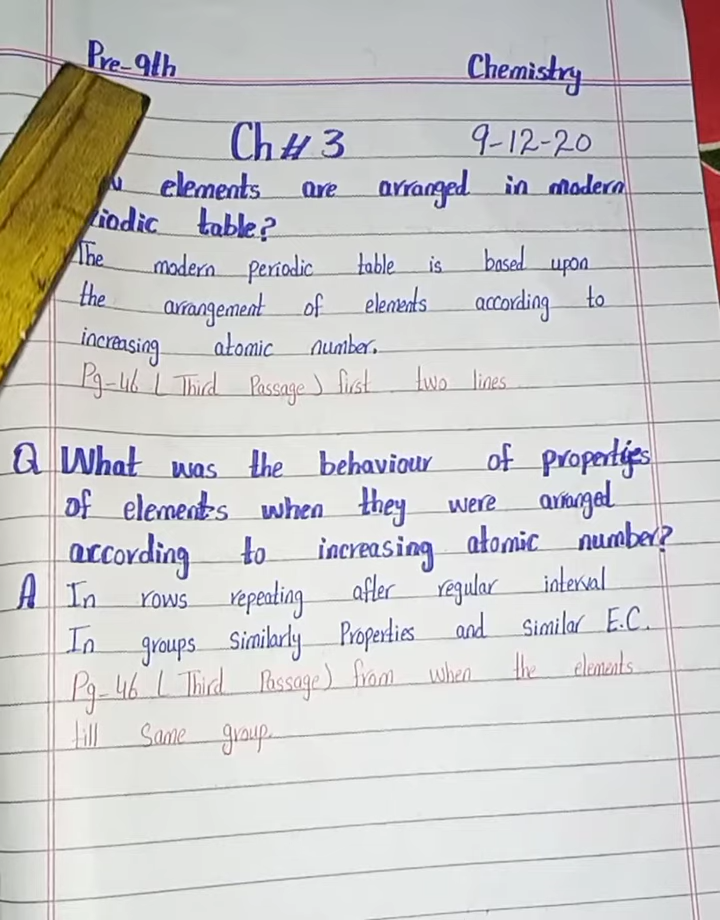 Pre-9th Chemistry
Ch # 3 9-12-20
elements are arranged in modern
iodic table?
The modern periodic table is based upon
the arrangement of elements according to
increasing atomic number.
Pg-46 ( Third Passage ) first two lines
Q What was the behaviour of properties
of elements when they were arranged
according to increasing atomic number?
A In rows repeating after regular interval
In groups similarly Properties and similar E.C.
Pg-46 ( Third Passage) from when the elements
till same group.